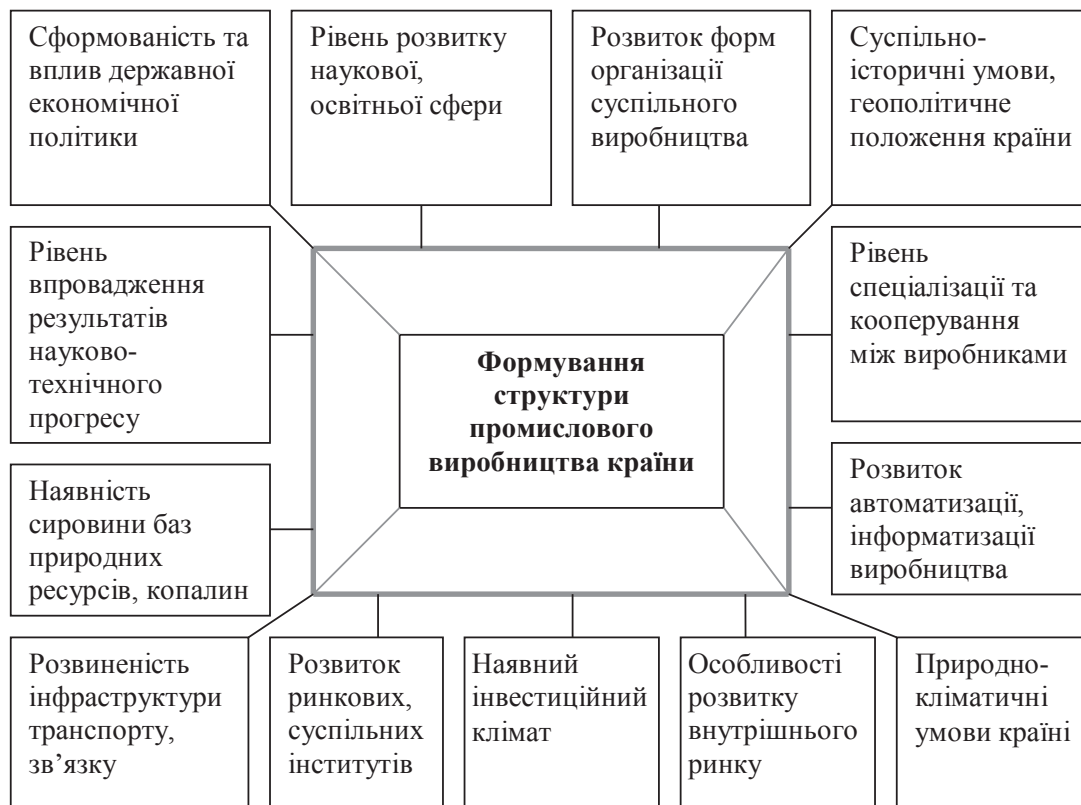 Сформованість та
вплив державної
економічної
політики
Рівень розвитку
наукової,
освітньої сфери
Розвиток форм
організації
суспільного
виробництва
Суспільно-
історичні умови,
геополітичне
положення країни
Рівень
впровадження
результатів
науково-
технічного
прогресу
Формування
структури
промислового
виробництва країни
Рівень
спеціалізації та
кооперування
між виробниками
Наявність
сировини баз
природних
ресурсів, копалин
Розвиток
автоматизації,
інформатизації
виробництва
Розвиненість
інфраструктури
транспорту,
зв’язку
Розвиток
ринкових,
суспільних
інститутів
Наявний
інвестиційний
клімат
Особливості
розвитку
внутрішнього
ринку
Природно-
кліматичні
умови країні